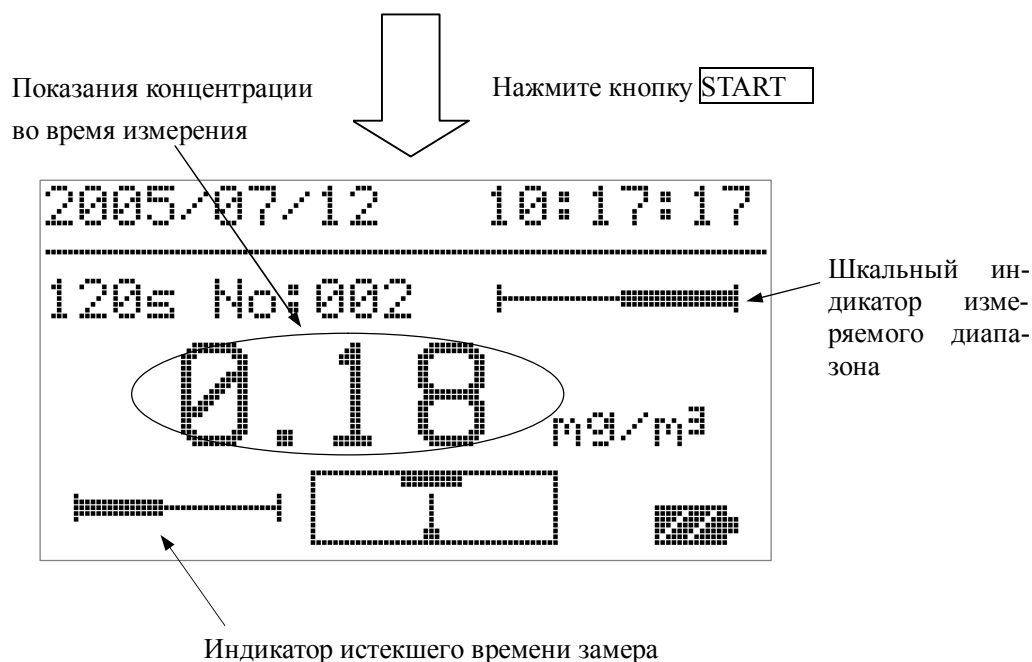 Показания концентрации
во время измерения
Нажмите кнопку START
2005/07/12 10:17:17
120s No:002
0.18 mg/m³
Шкальный ин-
дикатор изме-
ряемого диапа-
зона
Индикатор истекшего времени замера